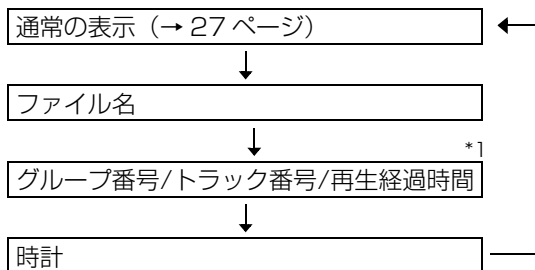 通常の表示（→ 27 ページ）
ファイル名
*1
グループ番号/トラック番号/再生経過時間
時計